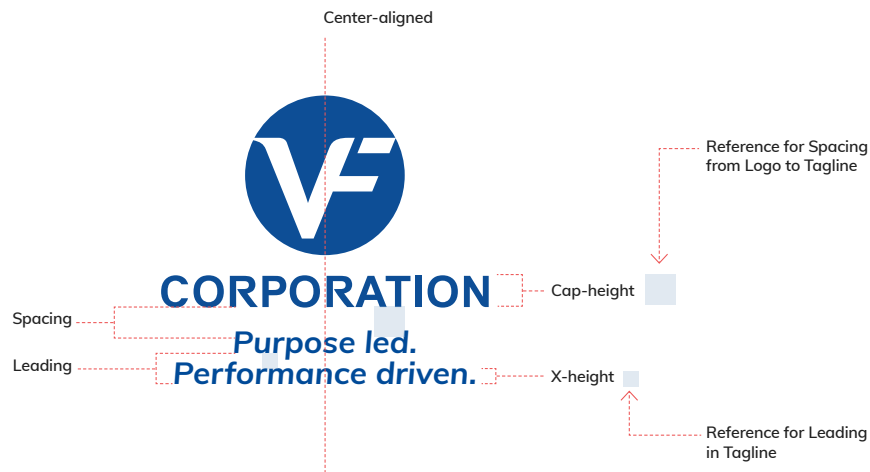 Center-aligned
VF
Reference for Spacing
from Logo to Tagline
CORPORATION
Cap-height
Spacing
Purpose led.
Leading
Performance driven.
X-height
Reference for Leading
in Tagline